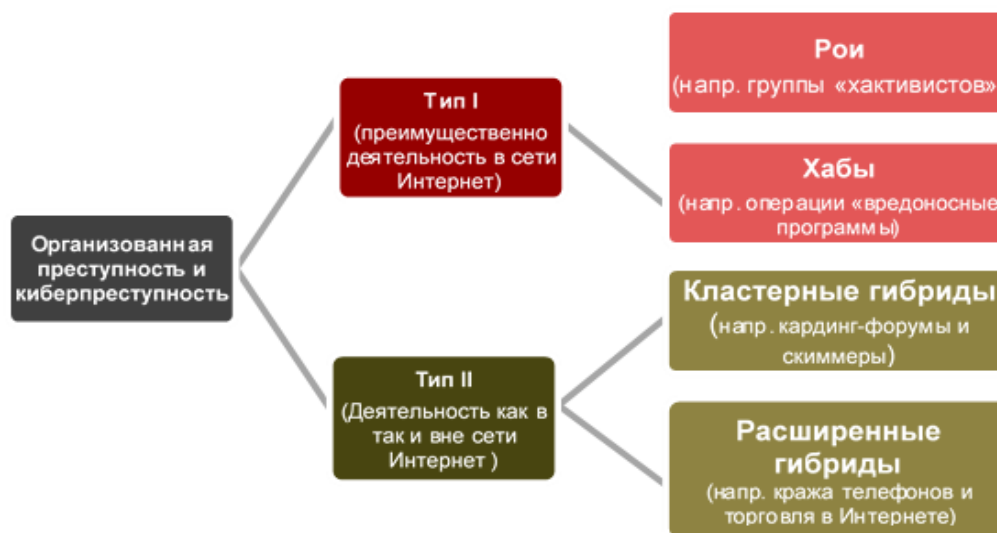 Организованная
преступность и
киберпреступность
Тип I
(преимущественно
деятельность в сети
Интернет)
Рои
(напр. группы «хактивистов»
Хабы
(напр. операции «вредоносные
программы)
Тип II
(Деятельность как в
так и вне сети
Интернет )
Кластерные гибриды
(напр. кардинг-форумы и
скиммеры)
Расширенные
гибриды
(напр. кража телефонов и
торговля в Интернете)